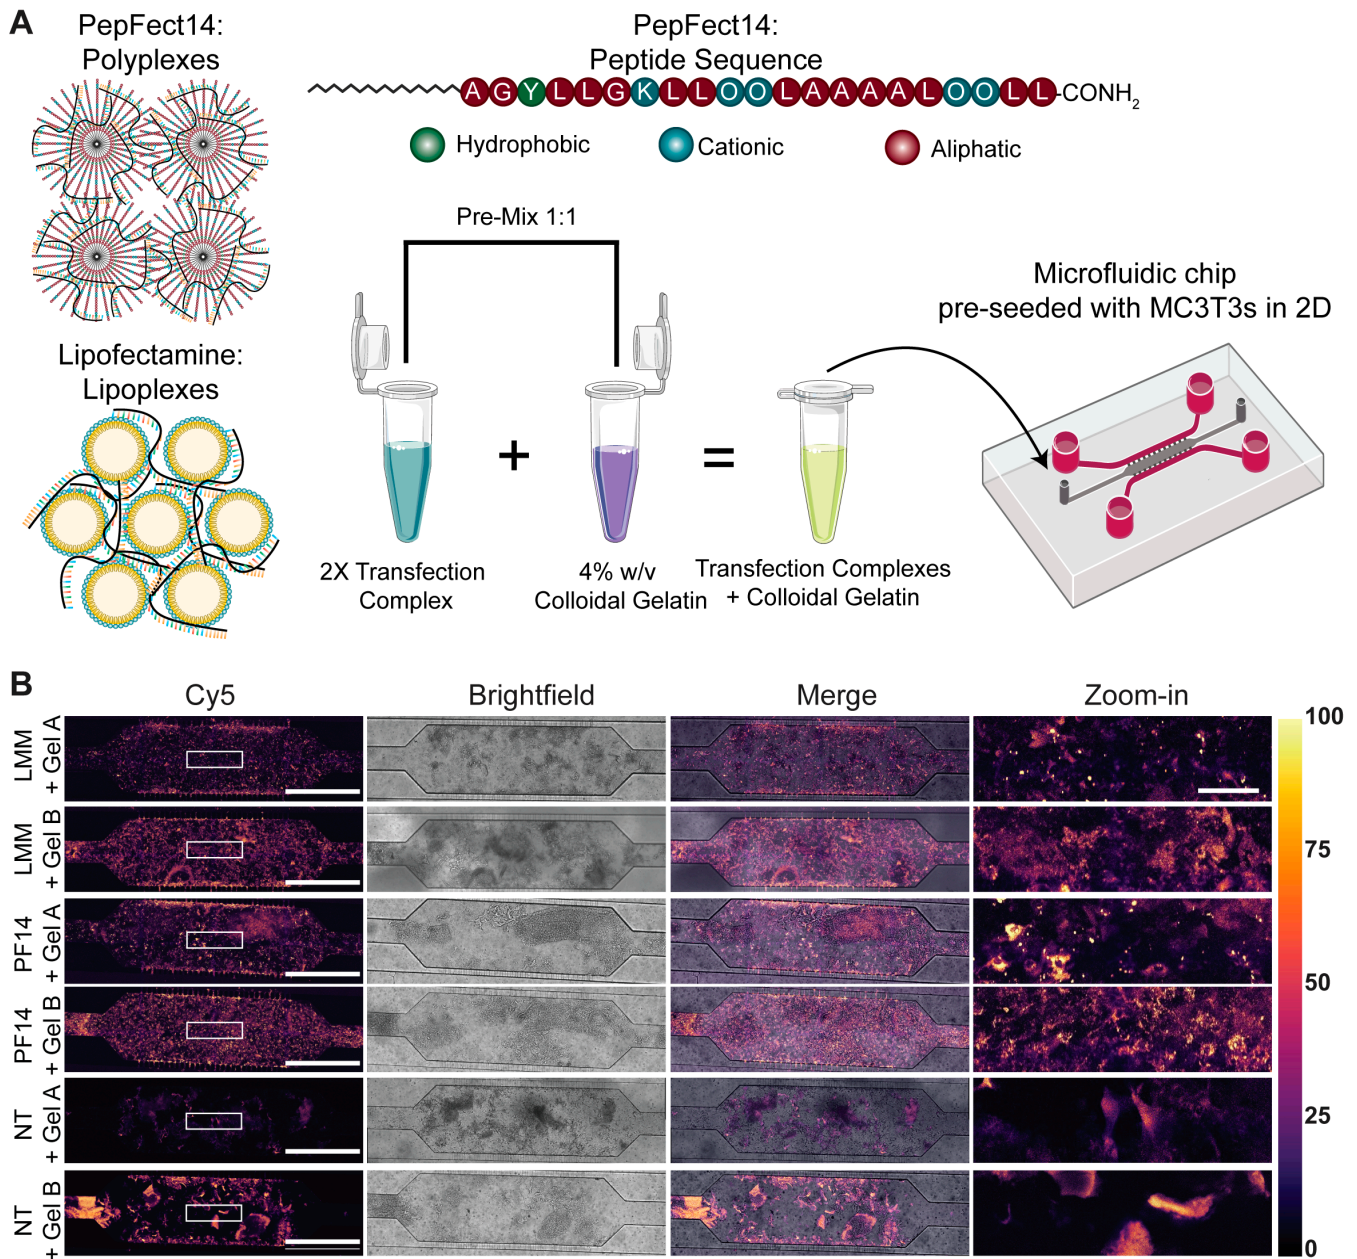 A
PepFect14:
Polyplexes
PepFect14:
Peptide Sequence
AGYLLGKLLOOLAAAALOOLL-CONH2
Hydrophobic
Cationic
Aliphatic
Pre-Mix 1:1
Microfluidic chip
pre-seeded with MC3T3s in 2D
Lipofectamine:
Lipoplexes
+
=
2X Transfection
Complex
4% w/v
Colloidal Gelatin
Transfection Complexes
+ Colloidal Gelatin
B
Cy5
Brightfield
Merge
Zoom-in
LMM
+ Gel A
LMM
+ Gel B
PF14
+ Gel A
PF14
+ Gel B
NT
+ Gel A
NT
+ Gel B
100
75
50
25
0